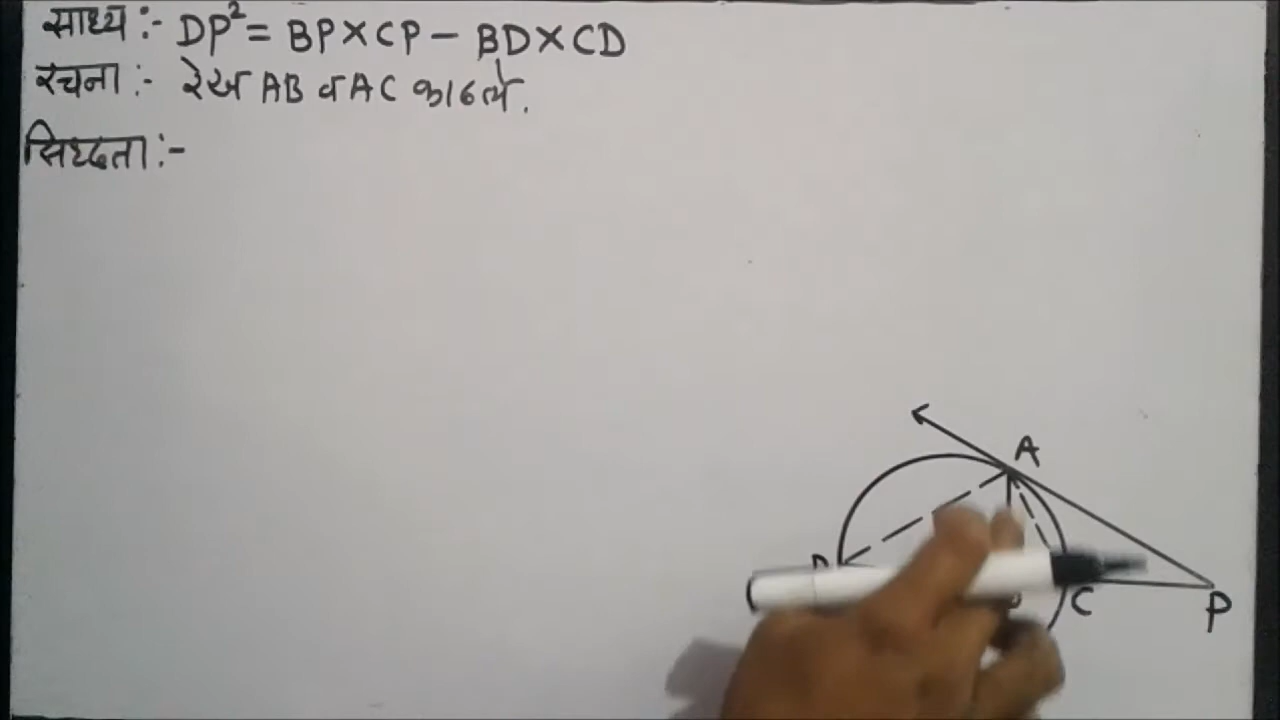 साध्य :- DP² = BP×CP - BD×CD
रचना :- रेख AB व AC काढले.
सिध्दता :-
A
C
P